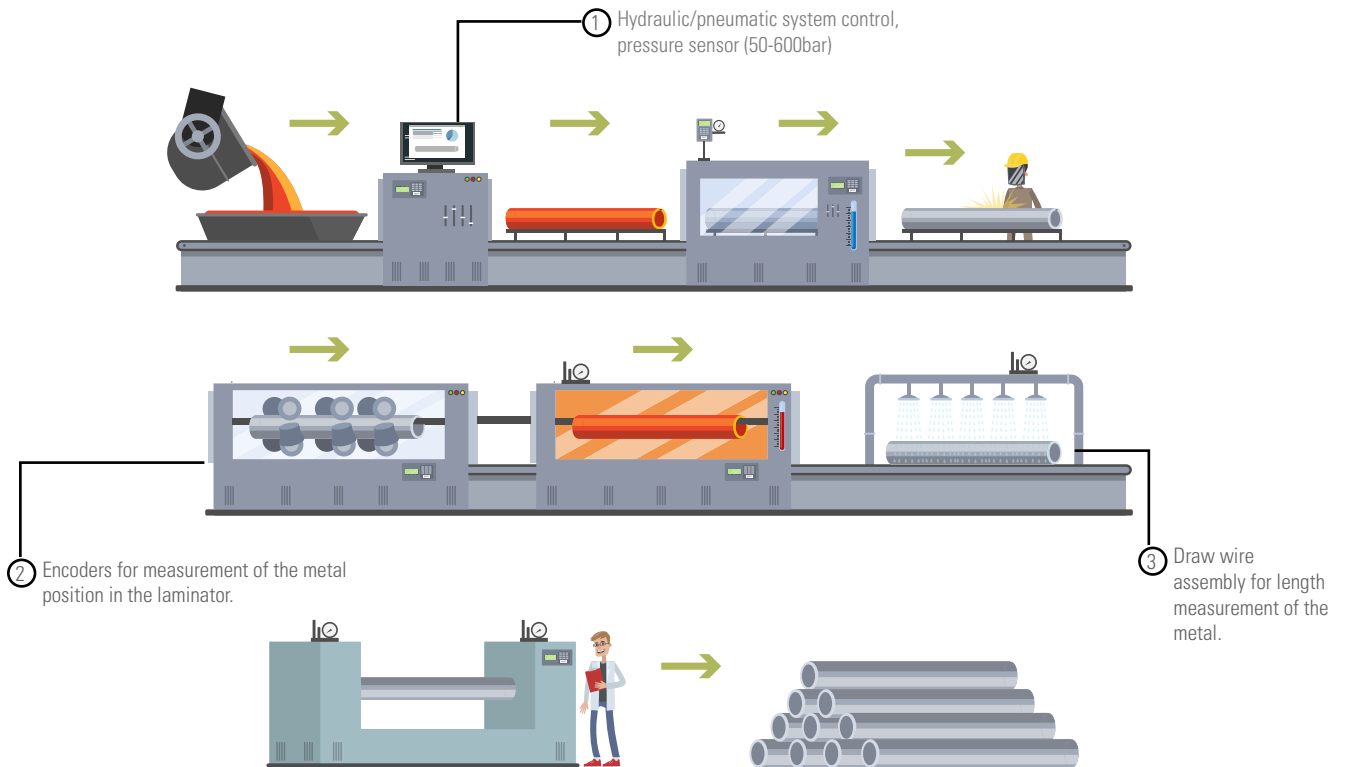 1 Hydraulic/pneumatic system control,
pressure sensor (50-600bar)
2 Encoders for measurement of the metal
position in the laminator.
3 Draw wire
assembly for length
measurement of the
metal.